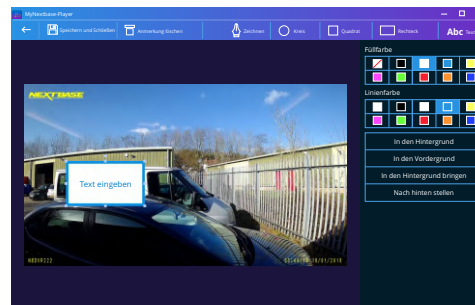 MyNextbase-Player
Speichern und Schließen
Anmerkung löschen
Zeichnen
Kreis
Quadrat
Rechteck
Abc Text
Füllfarbe
Linienfarbe
NEXTBASE
Text eingeben
In den Hintergrund
In den Vordergrund
In den Hintergrund bringen
Nach hinten stellen